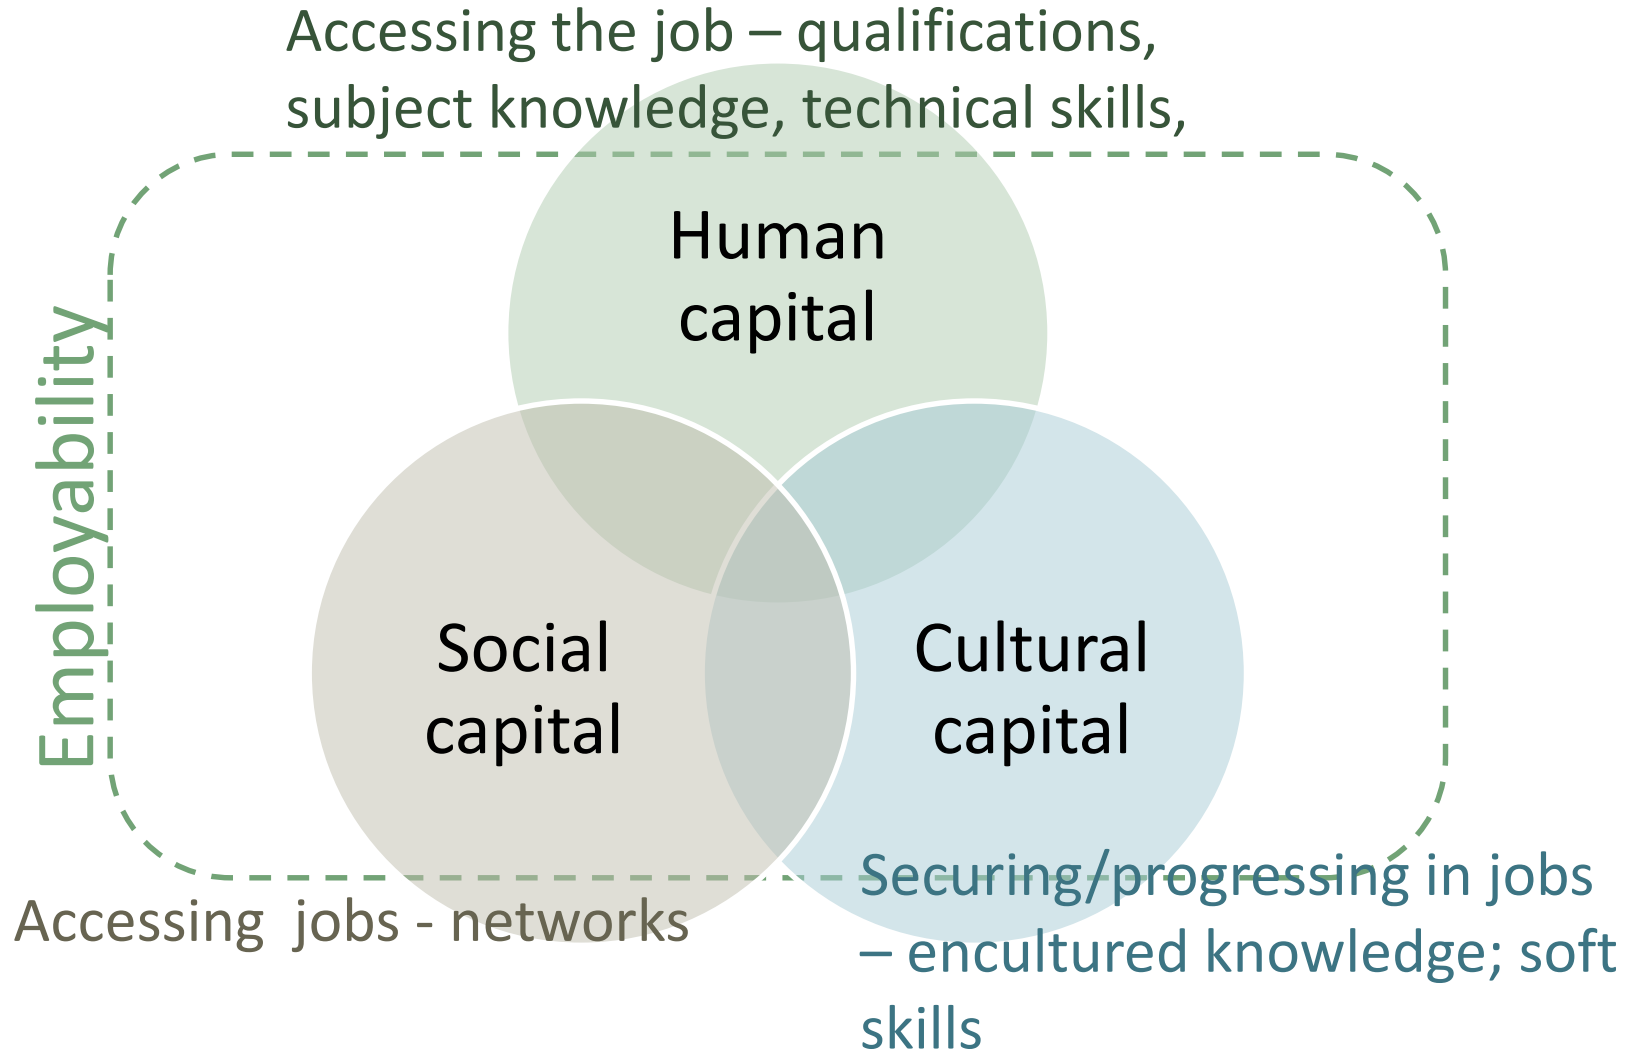 Accessing the job – qualifications,
subject knowledge, technical skills,
Human
capital
Employability
Social
capital
Cultural
capital
Accessing  jobs - networks
Securing/progressing in jobs
– encultured knowledge; soft
skills